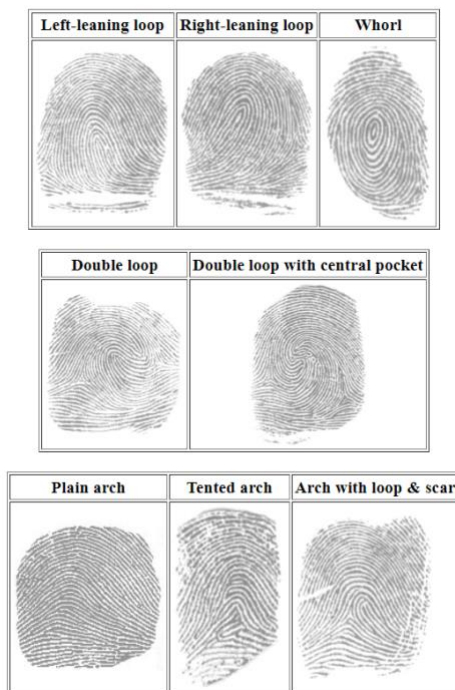 Left-leaning loop Right-leaning loop Whorl
Double loop Double loop with central pocket
Plain arch Tented arch Arch with loop & scar